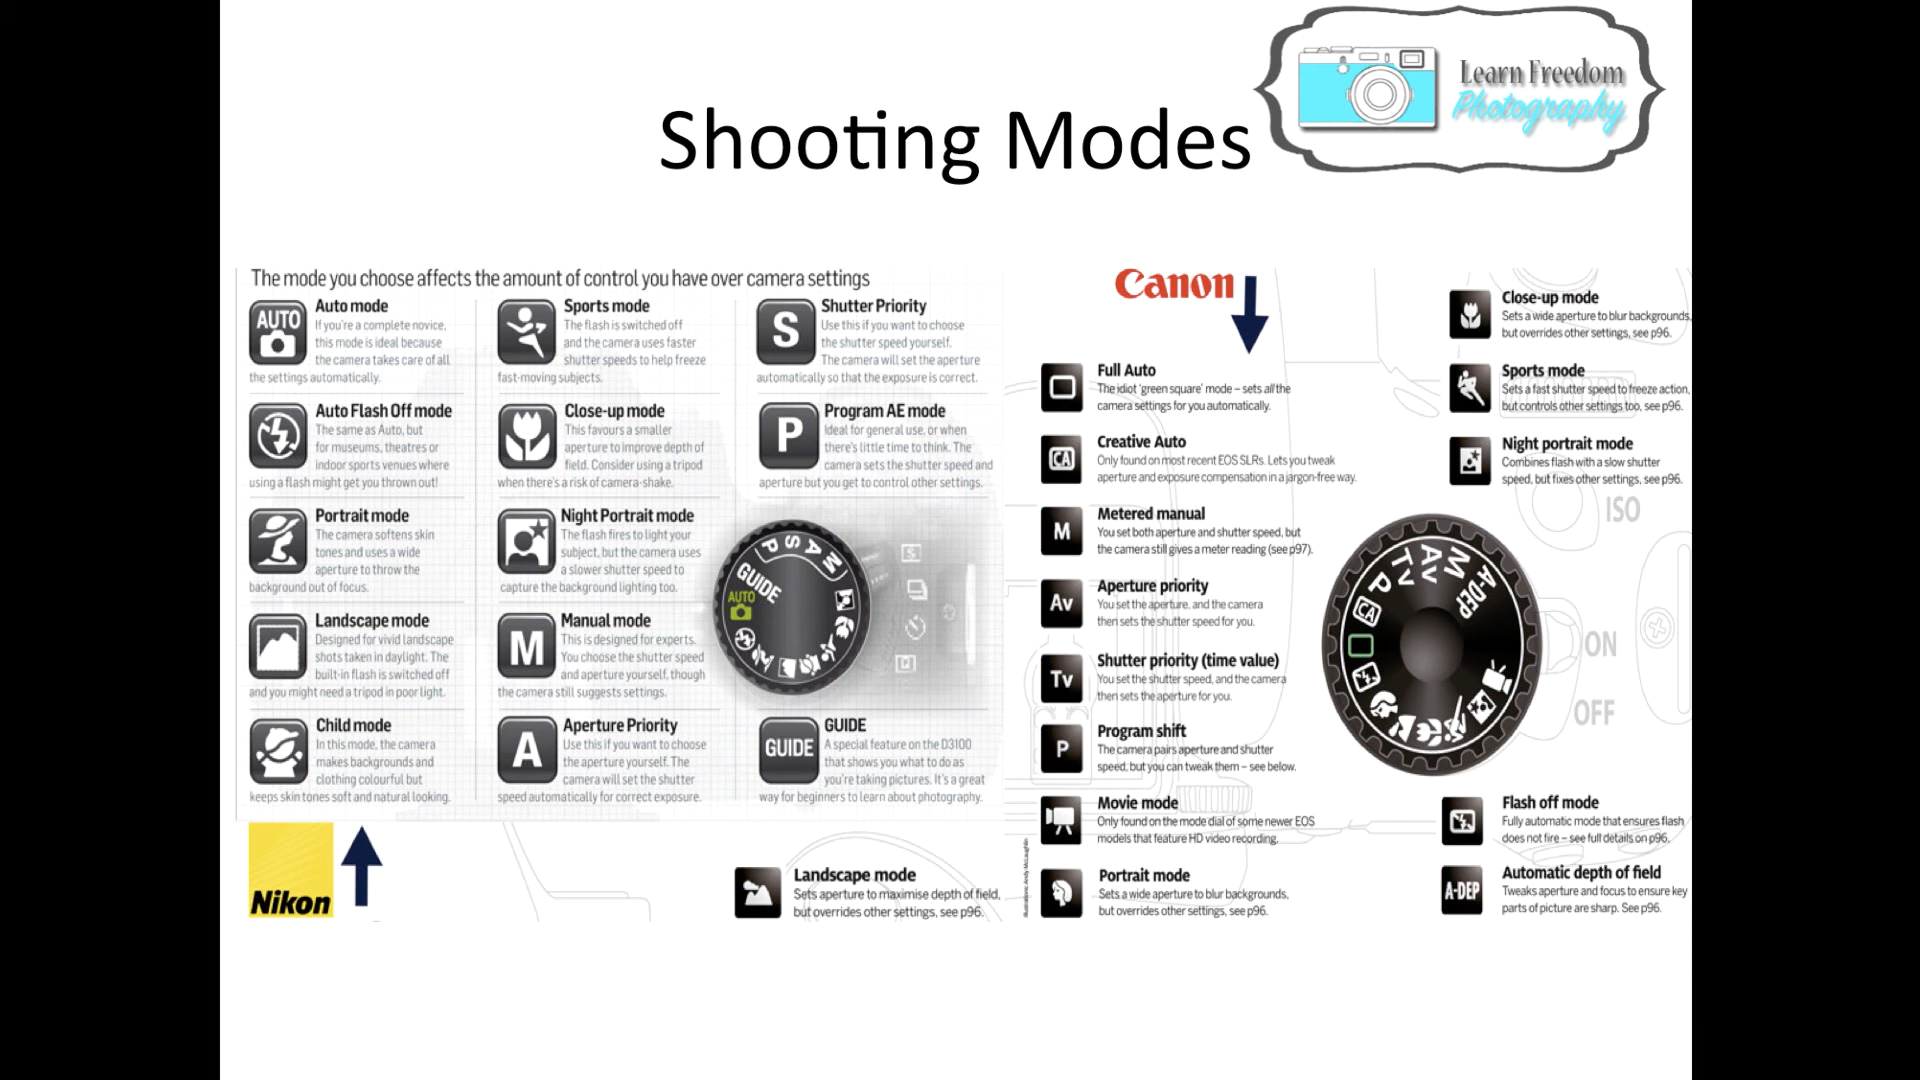 Learn Freedom
Photography
Shooting Modes
The mode you choose affects the amount of control you have over camera settings
AUTO
Auto mode
If you're a complete novice,
this mode is ideal because
the camera takes care of all
the settings automatically.
Auto Flash Off mode
The same as Auto, but
for museums, theatres or
indoor sports venues where
using a flash might get you thrown out!
Portrait mode
The camera softens skin
tones and uses a wide
aperture to throw the
background out of focus.
Landscape mode
Designed for vivid landscape
shots taken in daylight. The
built-in flash is switched off
and you might need a tripod in poor light.
Child mode
In this mode, the camera
makes backgrounds and
clothing colourful but
keeps skin tones soft and natural looking.
Sports mode
The flash is switched off
and the camera uses faster
shutter speeds to help freeze
fast-moving subjects.
Close-up mode
This favours a smaller
aperture to improve depth of
field. Consider using a tripod
when there's a risk of camera-shake.
Night Portrait mode
The flash fires to light your
subject, but the camera uses
a slower shutter speed to
capture the background lighting too.
M
Manual mode
This is designed for experts.
You choose the shutter speed
and aperture yourself, though
the camera still suggests settings.
A
Aperture Priority
Use this if you want to choose
the aperture yourself. The
camera will set the shutter
speed automatically for correct exposure.
S
Shutter Priority
Use this if you want to choose
the shutter speed yourself.
The camera will set the aperture
automatically so that the exposure is correct.
P
Program AE mode
Ideal for general use, or when
there's little time to think. The
camera sets the shutter speed and
aperture but you get to control other settings.
P S A M
GUIDE
AUTO
S
GUIDE
GUIDE
A special feature on the D3100
that shows you what to do as
you're taking pictures. It's a great
way for beginners to learn about photography.
Nikon
Landscape mode
Sets aperture to maximise depth of field,
but overrides other settings, see p96.
Canon
Full Auto
The idiot 'green square' mode – sets all the
camera settings for you automatically.
CA
Creative Auto
Only found on most recent EOS SLRs. Lets you tweak
aperture and exposure compensation in a jargon-free way.
M
Metered manual
You set both aperture and shutter speed, but
the camera still gives a meter reading (see p97).
Av
Aperture priority
You set the aperture, and the camera
then sets the shutter speed for you.
Tv
Shutter priority (time value)
You set the shutter speed, and the camera
then sets the aperture for you.
P
Program shift
The camera pairs aperture and shutter
speed, but you can tweak them – see below.
Movie mode
Only found on the mode dial of some newer EOS
models that feature HD video recording.
Illustrations: Andy McLaughlin
Portrait mode
Sets a wide aperture to blur backgrounds,
but overrides other settings, see p96.
Close-up mode
Sets a wide aperture to blur backgrounds,
but overrides other settings, see p96.
Sports mode
Sets a fast shutter speed to freeze action,
but controls other settings too, see p96.
Night portrait mode
Combines flash with a slow shutter
speed, but fixes other settings, see p96.
ISO
A-DEP
M
Av
Tv
P
CA
ON
OFF
Flash off mode
Fully automatic mode that ensures flash
does not fire – see full details on p96.
A-DEP
Automatic depth of field
Tweaks aperture and focus to ensure key
parts of picture are sharp. See p96.